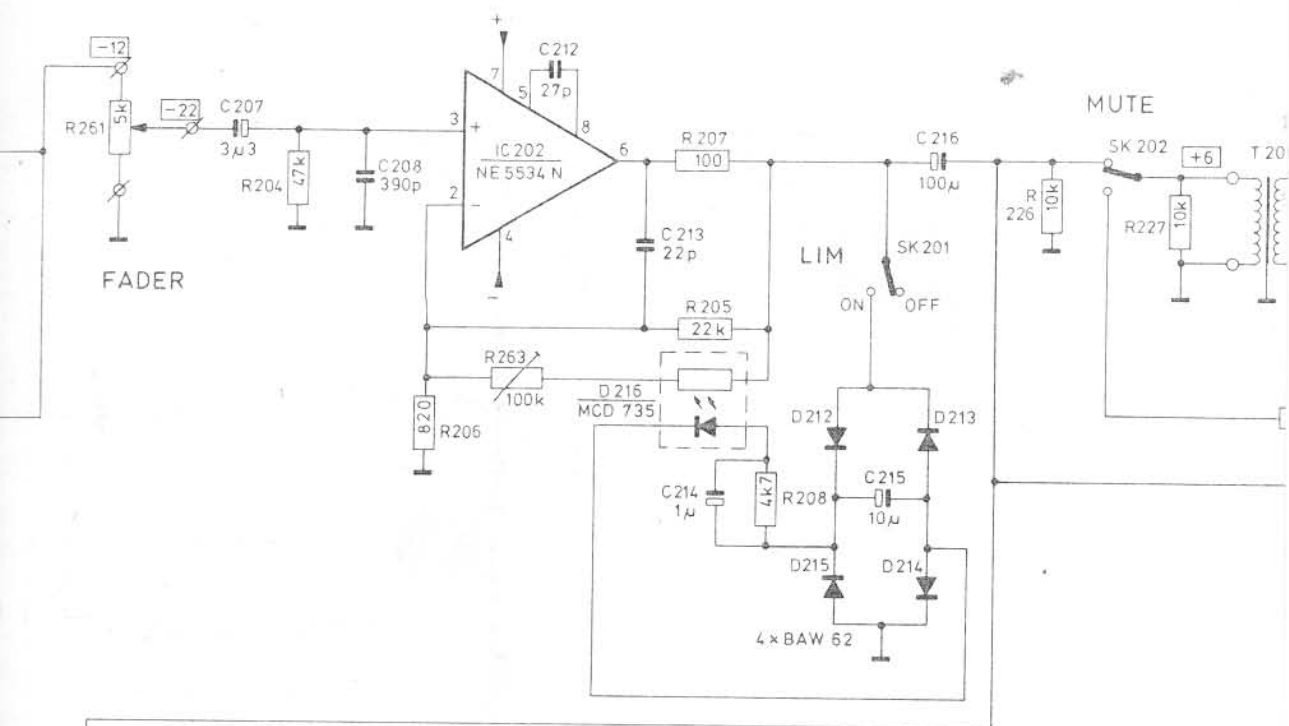 +
-12
C212
7
5
27p
8
MUTE
5k
R261
-22
C207
3µ3
3
+
IC202
NE5534N
6
R207
100
C216
100µ
SK202
+6
T20
R204
47k
C208
390p
2
-
4
-
C213
22p
LIM
SK201
R
226
10k
R227
10k
FADER
ON
OFF
R205
22k
R263
100k
D216
MCD 735
820
R206
D212
D213
C214
1µ
4k7
R208
C215
10µ
D215
D214
4×BAW 62